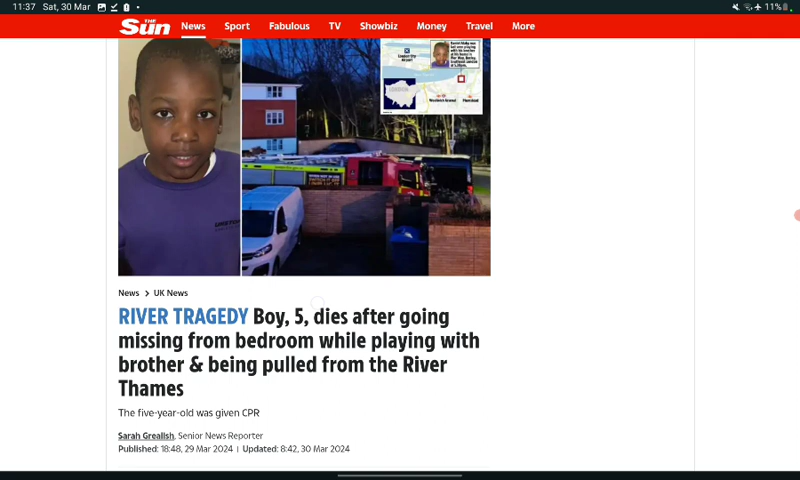 11:37 Sat, 30 Mar
11%
THE Sun
News Sport Fabulous TV Showbiz Money Travel More
News > UK News
RIVER TRAGEDY Boy, 5, dies after going
missing from bedroom while playing with
brother & being pulled from the River
Thames
The five-year-old was given CPR
Sarah Grealish, Senior News Reporter
Published: 18:48, 29 Mar 2024 | Updated: 8:42, 30 Mar 2024